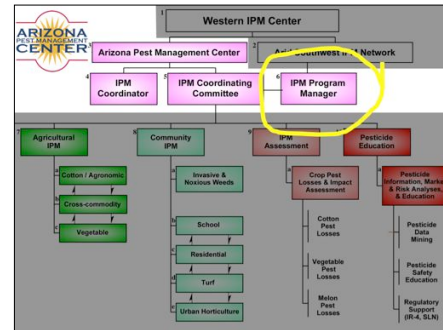 ARIZONA
PEST MANAGEMENT
CENTER
1
Western IPM Center
3
Arizona Pest Management Center
2
Arid Southwest IPM Network
4
IPM
Coordinator
5
IPM Coordinating
Committee
6
IPM Program
Manager
7
Agricultural
IPM
8
Community
IPM
9
IPM
Assessment
Pesticide
Education
a
Cotton / Agronomic
b
Cross-commodity
c
Vegetable
a
Invasive &
Noxious Weeds
b
School
c
Residential
d
Turf
e
Urban Horticulture
a
Crop Pest
Losses & Impact
Assessment
Cotton
Pest
Losses
Vegetable
Pest
Losses
Melon
Pest
Losses
a
Pesticide
Information, Market
& Risk Analyses,
& Education
Pesticide
Data
Mining
Pesticide
Safety
Education
Regulatory
Support
(IR-4, SLN)